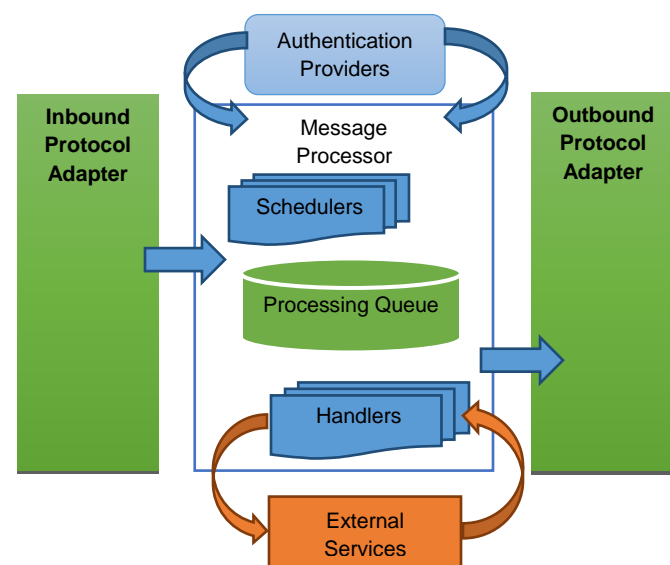 Authentication
Providers
Inbound
Protocol
Adapter
Message
Processor
Outbound
Protocol
Adapter
Schedulers
Processing Queue
Handlers
External
Services